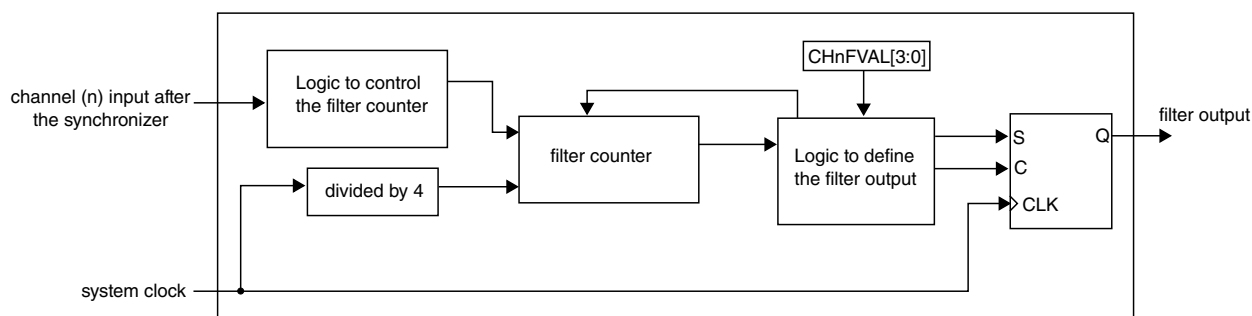 channel (n) input after
the synchronizer
Logic to control
the filter counter
divided by 4
filter counter
CHnFVAL[3:0]
Logic to define
the filter output
S
C
CLK
Q
filter output
system clock